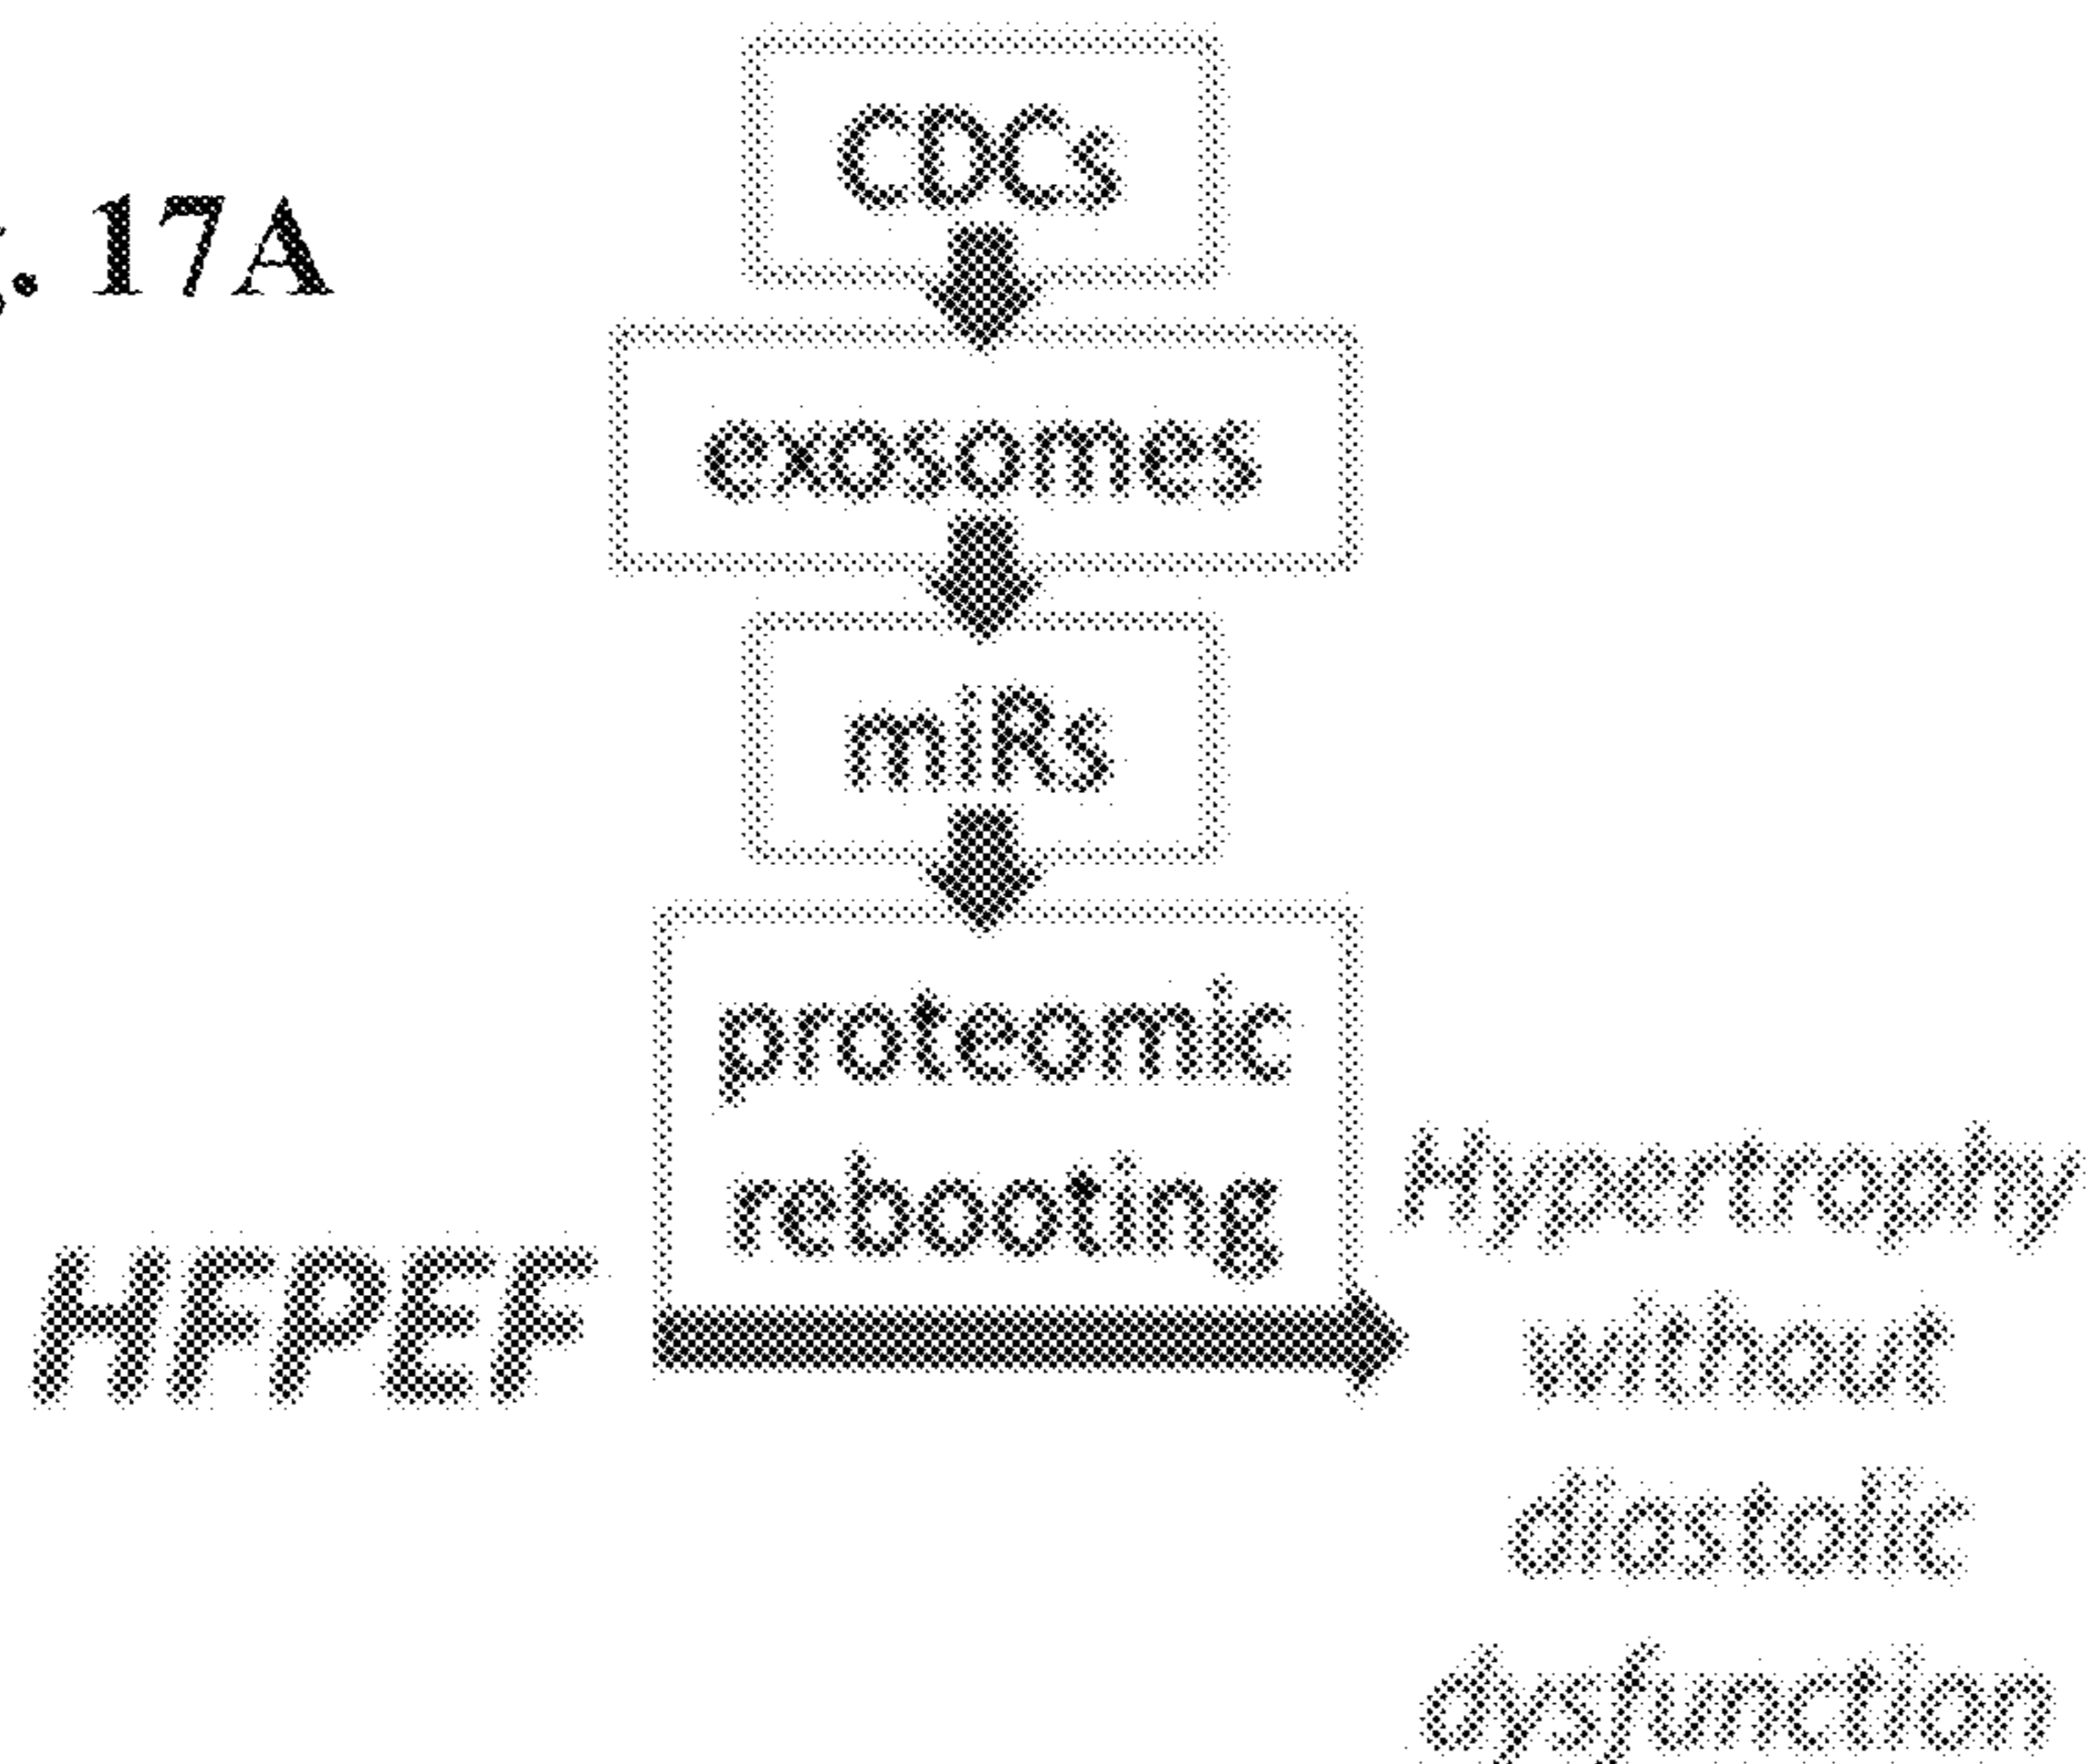 . 17A
CDCs
exosomes
miRs
proteomic
rebooting
HFPEF
Hypertrophy
without
diastolic
dysfunction